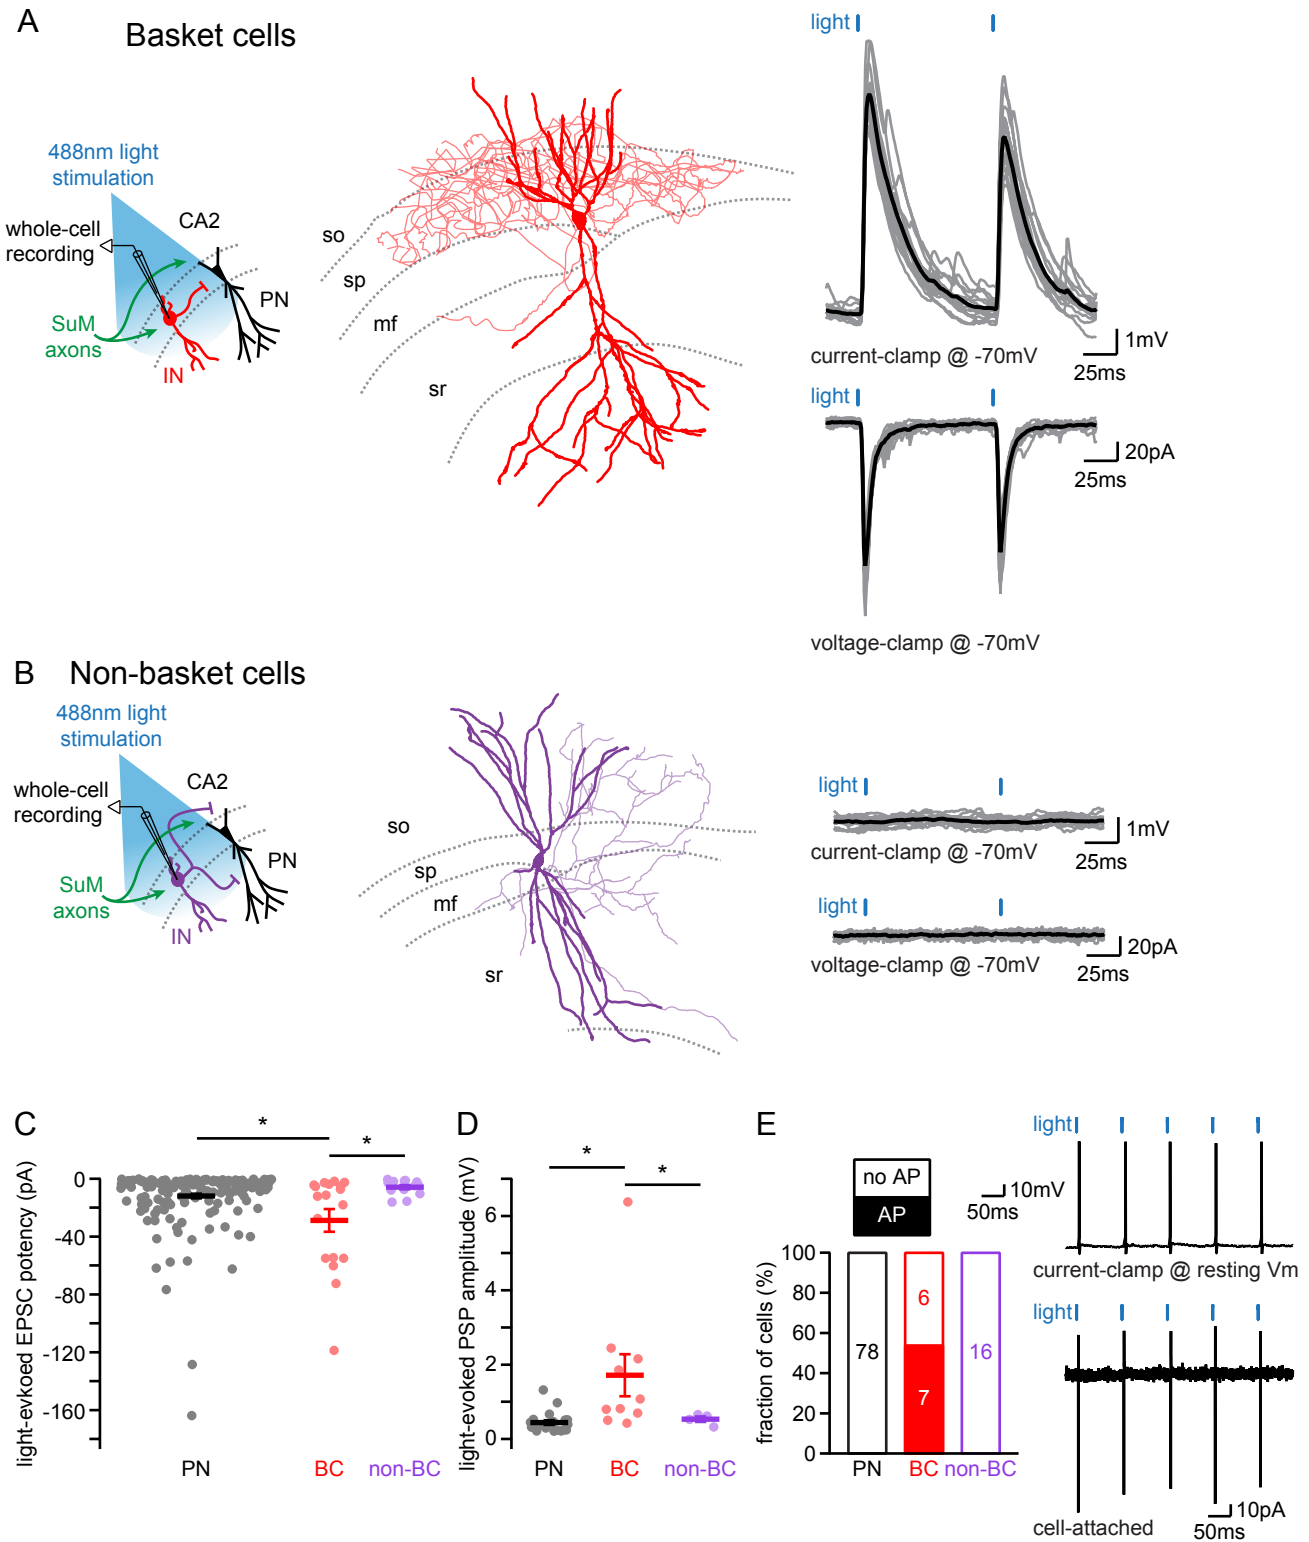 A
Basket cells
488nm light
stimulation
whole-cell
recording
CA2
PN
SuM
axons
IN
so
sp
mf
sr
light
1mV
25ms
current-clamp @ -70mV
light
20pA
25ms
voltage-clamp @ -70mV
B
Non-basket cells
488nm light
stimulation
whole-cell
recording
CA2
PN
SuM
axons
IN
so
sp
mf
sr
light
1mV
25ms
current-clamp @ -70mV
light
20pA
25ms
voltage-clamp @ -70mV
C
*
*
light-evkoed EPSC potency (pA)
0
-40
-80
-120
-160
PN
BC
non-BC
D
*
*
light-evoked PSP amplitude (mV)
6
4
2
0
PN
BC
non-BC
E
no AP
AP
fraction of cells (%)
100
80
60
40
20
0
78
6
7
16
PN
BC
non-BC
light
10mV
50ms
current-clamp @ resting Vm
light
cell-attached
10pA
50ms